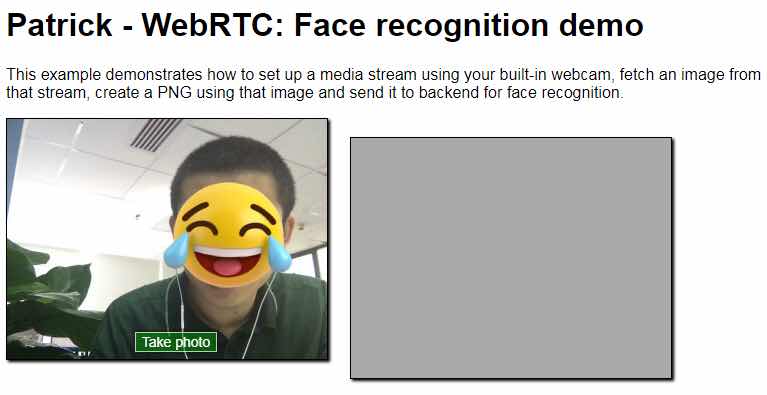 Patrick - WebRTC: Face recognition demo
This example demonstrates how to set up a media stream using your built-in webcam, fetch an image from
that stream, create a PNG using that image and send it to backend for face recognition.
Take photo